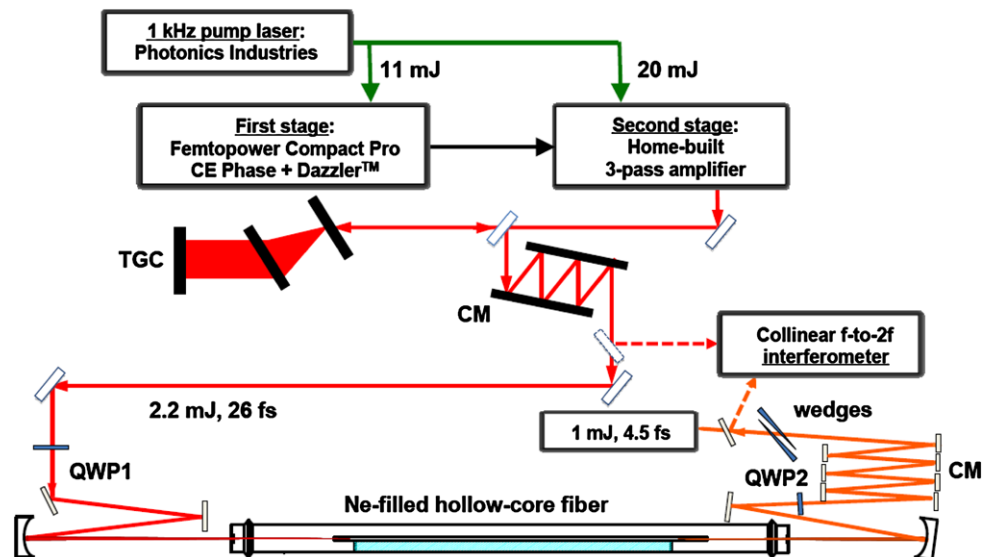 1 kHz pump laser:
Photonics Industries
11 mJ
20 mJ
First stage:
Femtopower Compact Pro
CE Phase + Dazzler™
Second stage:
Home-built
3-pass amplifier
TGC
CM
Collinear f-to-2f
interferometer
2.2 mJ, 26 fs
1 mJ, 4.5 fs
wedges
QWP1
QWP2
CM
Ne-filled hollow-core fiber